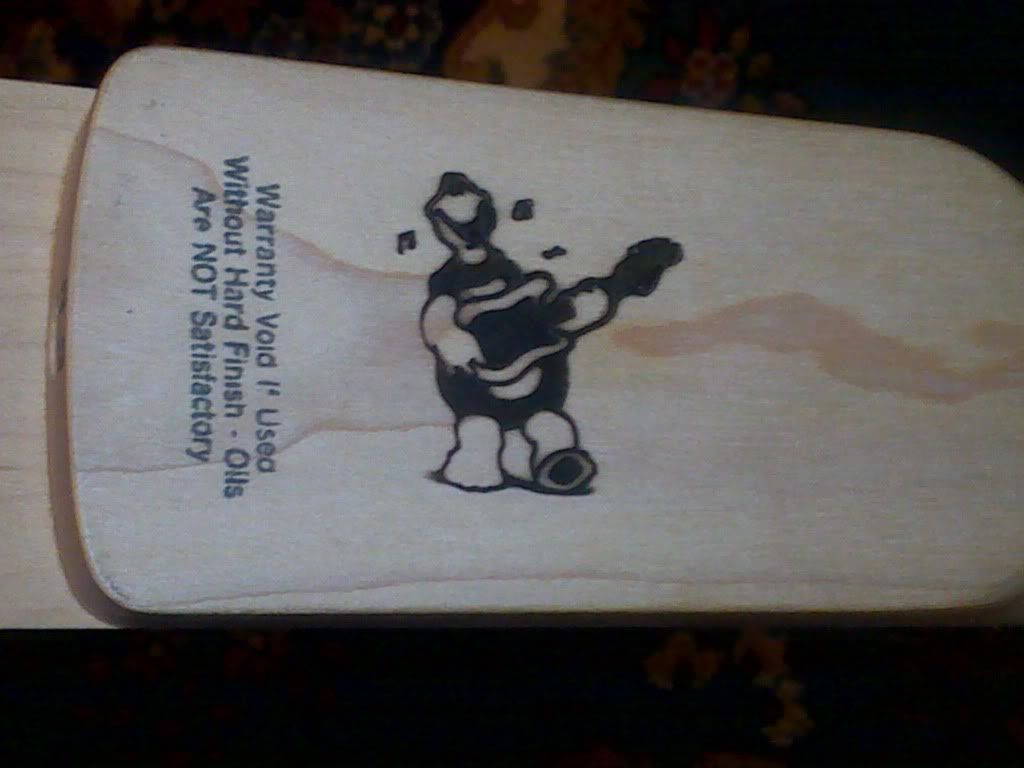 Warranty Void If Used
Without Hard Finish - Oils
Are NOT Satisfactory